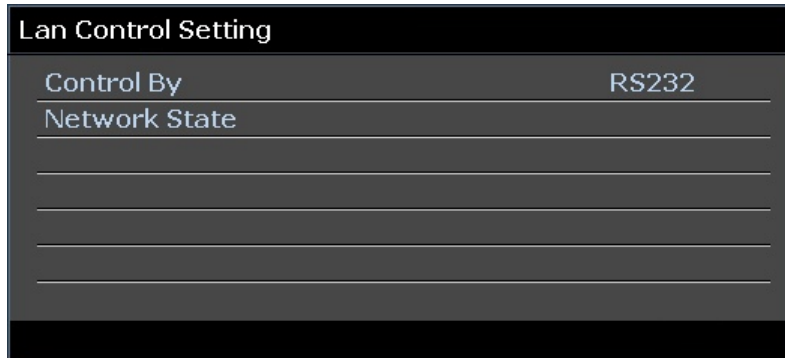 Lan Control Setting
Control By RS232
Network State